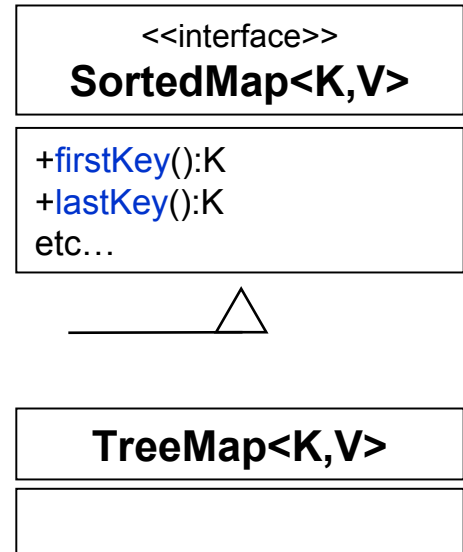 <<interface>>
SortedMap<K,V>
+firstKey():K
+lastKey():K
etc…
TreeMap<K,V>